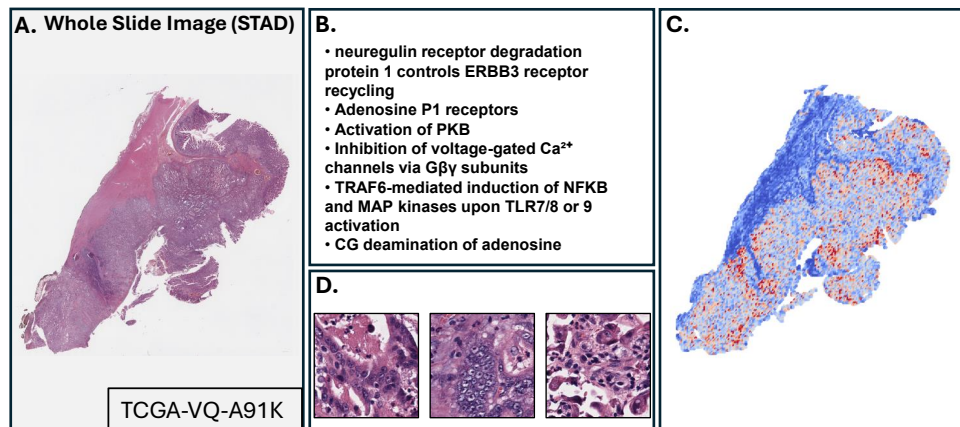 A. Whole Slide Image (STAD)
TCGA-VQ-A91K
B.
• neuregulin receptor degradation
protein 1 controls ERBB3 receptor
recycling
• Adenosine P1 receptors
• Activation of PKB
• Inhibition of voltage-gated Ca²⁺
channels via Gβγ subunits
• TRAF6-mediated induction of NFKB
and MAP kinases upon TLR7/8 or 9
activation
• CG deamination of adenosine
D.
C.